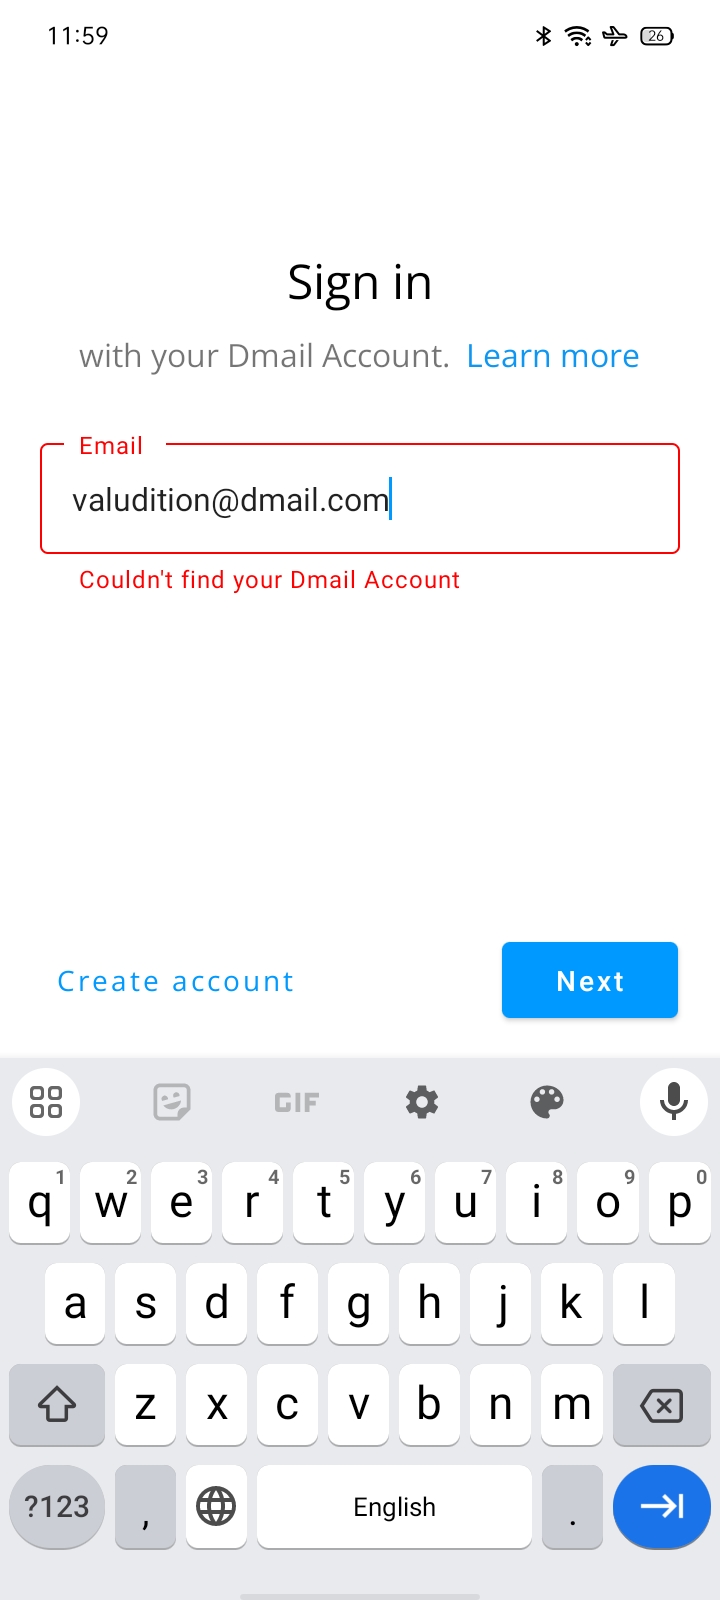 11:59
26
Sign in
with your Dmail Account. Learn more
Email
valudition@dmail.com
Couldn't find your Dmail Account
Create account
Next
GIF
q1 w2 e3 r4 t5 y6 u7 i8 o9 p0
a s d f g h j k l
z x c v b n m
?123 , English .